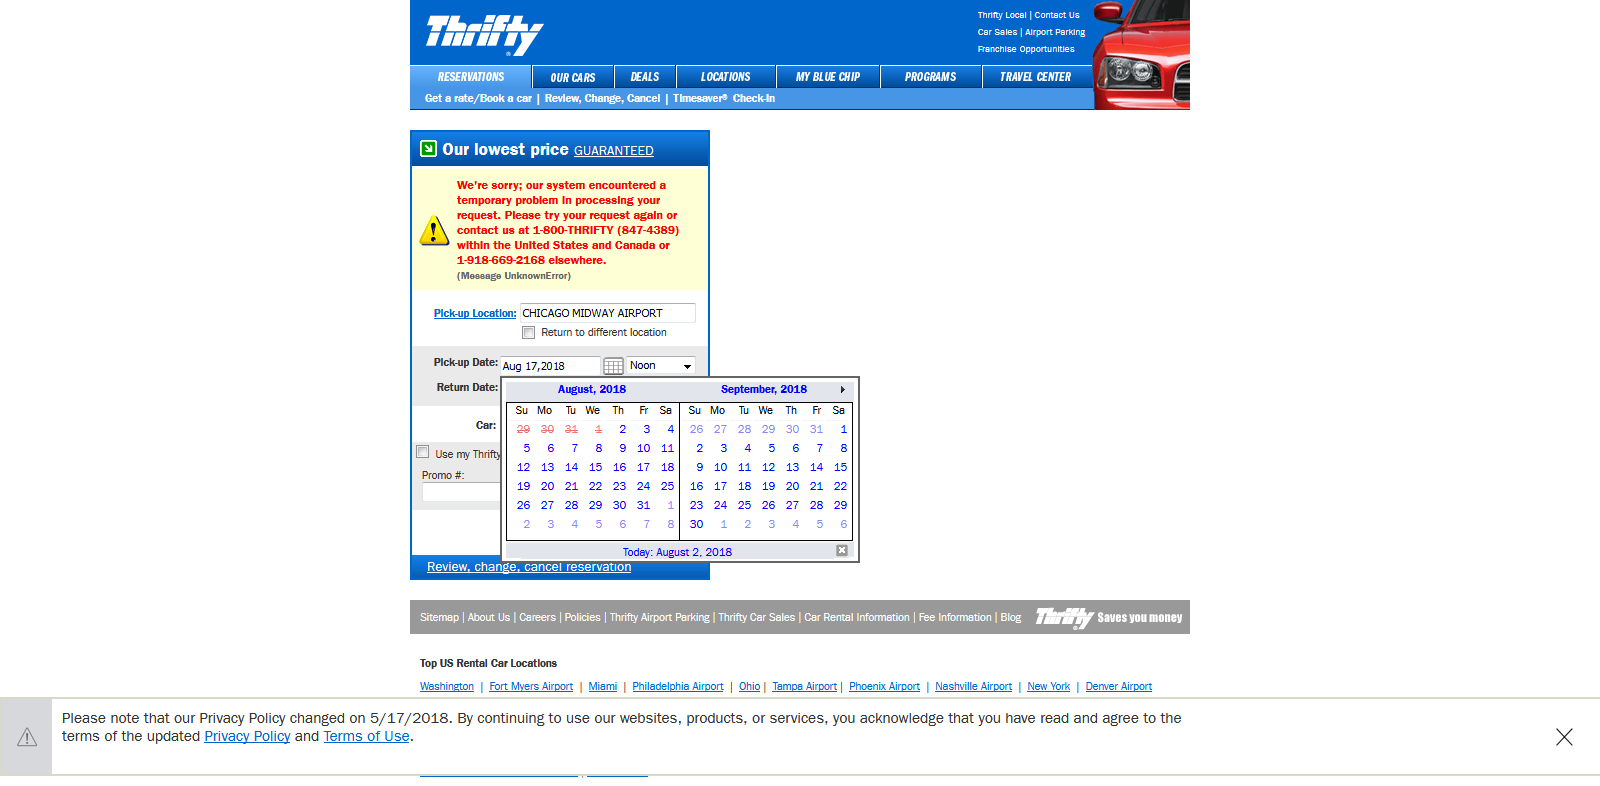 Thrifty
Thrifty Local | Contact Us
Car Sales | Airport Parking
Franchise Opportunities
RESERVATIONS OUR CARS DEALS LOCATIONS MY BLUE CHIP PROGRAMS TRAVEL CENTER
Get a rate/Book a car | Review, Change, Cancel | Timesaver® Check-In
Our lowest price GUARANTEED
We're sorry; our system encountered a
temporary problem in processing your
request. Please try your request again or
contact us at 1-800-THRIFTY (847-4389)
within the United States and Canada or
1-918-669-2168 elsewhere.
(Message UnknownError)
Pick-up Location: CHICAGO MIDWAY AIRPORT
Return to different location
Pick-up Date: Aug 17,2018 Noon
Return Date:
Car:
Use my Thrifty
Promo #:
August, 2018 September, 2018
Su Mo Tu We Th Fr Sa Su Mo Tu We Th Fr Sa
29 30 31 1 2 3 4 26 27 28 29 30 31 1
5 6 7 8 9 10 11 2 3 4 5 6 7 8
12 13 14 15 16 17 18 9 10 11 12 13 14 15
19 20 21 22 23 24 25 16 17 18 19 20 21 22
26 27 28 29 30 31 1 23 24 25 26 27 28 29
2 3 4 5 6 7 8 30 1 2 3 4 5 6
Today: August 2, 2018
Review, change, cancel reservation
Sitemap | About Us | Careers | Policies | Thrifty Airport Parking | Thrifty Car Sales | Car Rental Information | Fee Information | Blog Thrifty® Saves you money
Top US Rental Car Locations
Washington | Fort Myers Airport | Miami | Philadelphia Airport | Ohio | Tampa Airport | Phoenix Airport | Nashville Airport | New York | Denver Airport
Please note that our Privacy Policy changed on 5/17/2018. By continuing to use our websites, products, or services, you acknowledge that you have read and agree to the
terms of the updated Privacy Policy and Terms of Use.